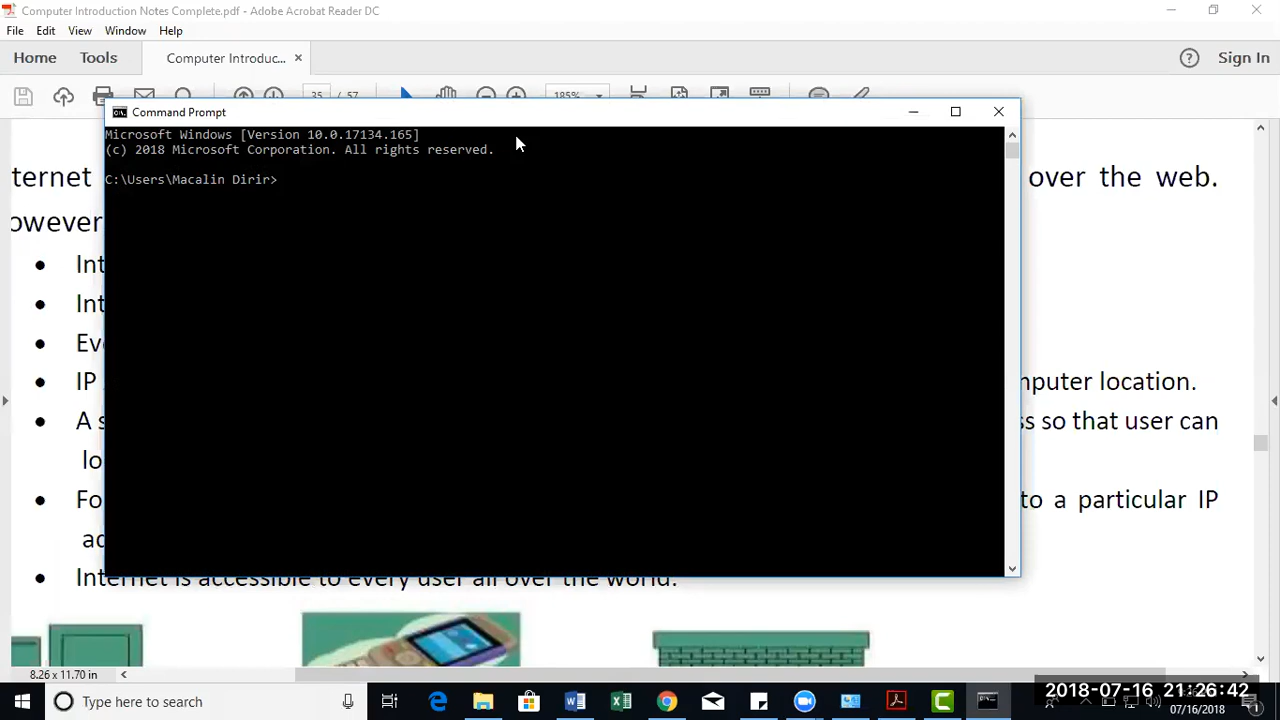 Computer Introduction Notes Complete.pdf - Adobe Acrobat Reader DC
File Edit View Window Help
Home Tools Computer Introduc... Sign In
35 / 57 185%
Command Prompt
Microsoft Windows [Version 10.0.17134.165]
(c) 2018 Microsoft Corporation. All rights reserved.
C:\Users\Macalin Dirir>
ternet over the web.
owever
Int
Int
Eve
IP mputer location.
A s ss so that user can
lo
Fo to a particular IP
ad
Internet is accessible to every user all over the world.
8.26 x 11.70 in
Type here to search
2018-07-16 21:26:42
07/16/2018